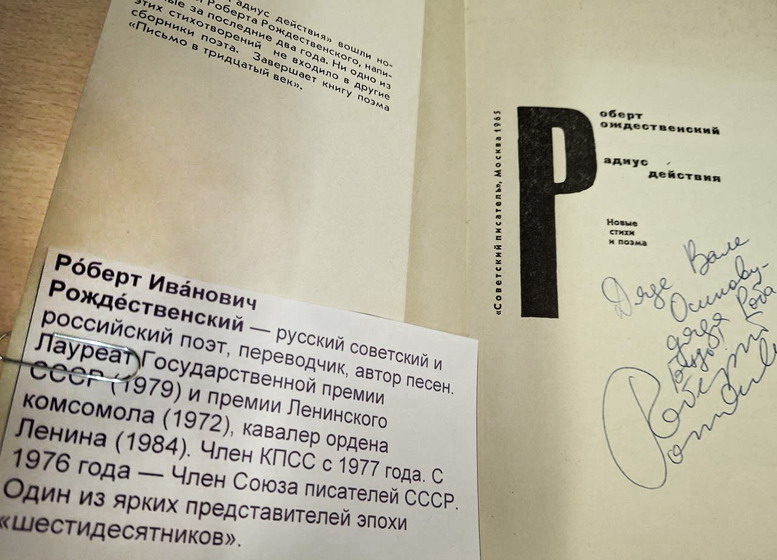 адиус действия» вошли но-
Роберта Рождественского, напи-
ые за последние два года. Ни одно из
этих стихотворений не входило в другие
сборники поэта. Завершает книгу поэма
«Письмо в тридцатый век».
«Советский писатель», Москва 1965
Роберт
Рождественский
Радиус
действия
Новые
стихи
и поэма
Дяде Вале
Осипову-
дядя Роба
Роберт
Ро́берт Ива́нович
Рожде́ственский — русский советский и
российский поэт, переводчик, автор песен.
Лауреат Государственной премии
СССР (1979) и премии Ленинского
комсомола (1972), кавалер ордена
Ленина (1984). Член КПСС с 1977 года. С
1976 года — Член Союза писателей СССР.
Один из ярких представителей эпохи
«шестидесятников».